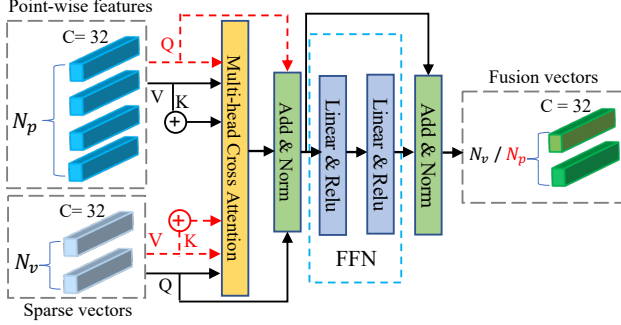 Point-wise features
C= 32
Q
V
K
N_p
Multi-head Cross Attention
Add & Norm
Linear & Relu
Linear & Relu
Add & Norm
FFN
Fusion vectors
C = 32
N_v / N_p
C= 32
V
K
N_v
Q
Sparse vectors